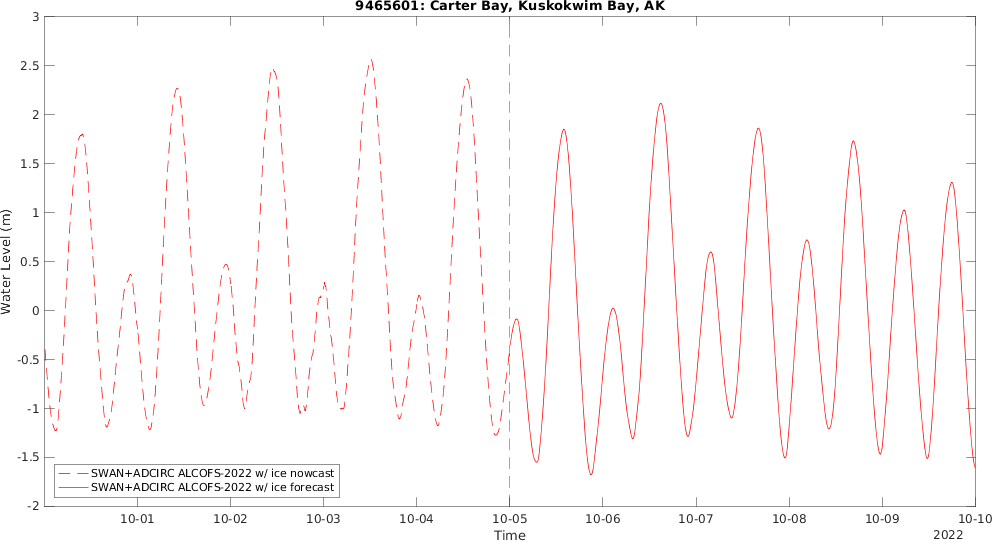 9465601: Carter Bay, Kuskokwim Bay, AK
3
2.5
2
1.5
1
0.5
0
-0.5
-1
-1.5
-2
Water Level (m)
SWAN+ADCIRC ALCOFS-2022 w/ ice nowcast
SWAN+ADCIRC ALCOFS-2022 w/ ice forecast
10-01 10-02 10-03 10-04 10-05 10-06 10-07 10-08 10-09 10-10
Time
2022